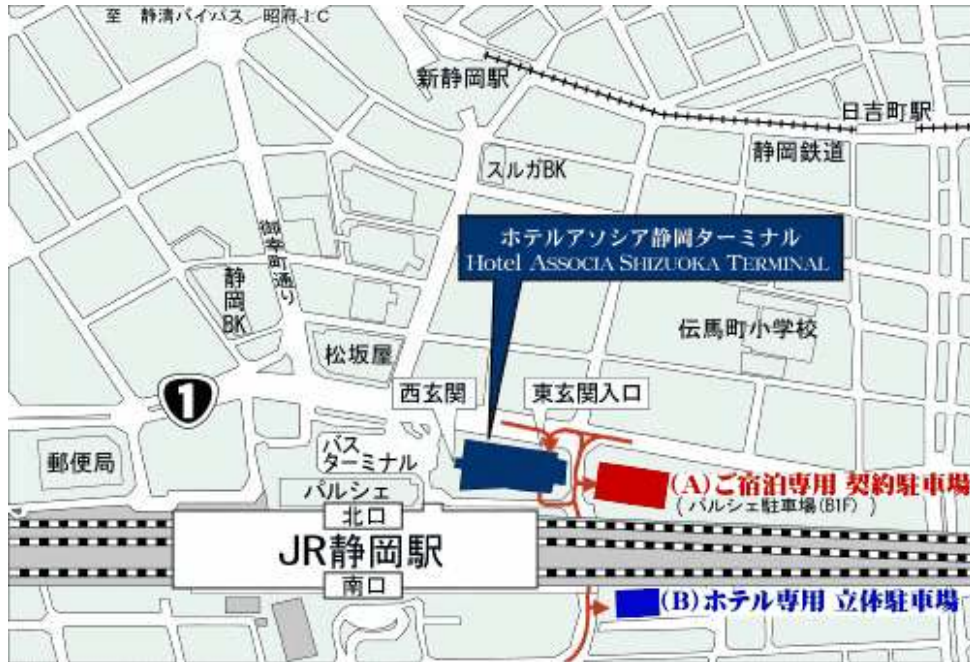 至 静清バイパス 昭府I.C
新静岡駅
日吉町駅
静岡鉄道
スルガBK
ホテルアソシア静岡ターミナル
Hotel ASSOCIA SHIZUOKA TERMINAL
御幸町通り
静岡BK
伝馬町小学校
松坂屋
西玄関
東玄関入口
1
郵便局
バス
ターミナル
パルシェ
(A)ご宿泊専用 契約駐車場
(パルシェ駐車場(B1F) )
北口
JR静岡駅
南口
(B)ホテル専用 立体駐車場